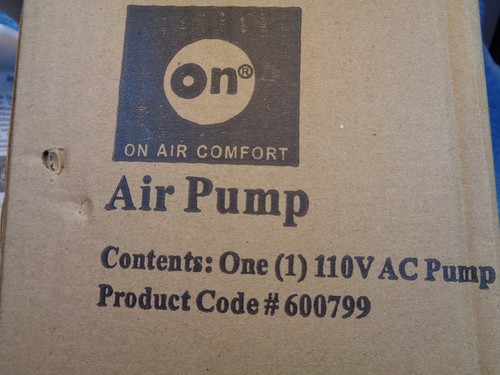 on®
ON AIR COMFORT
Air Pump
Contents: One (1) 110V AC Pump
Product Code # 600799